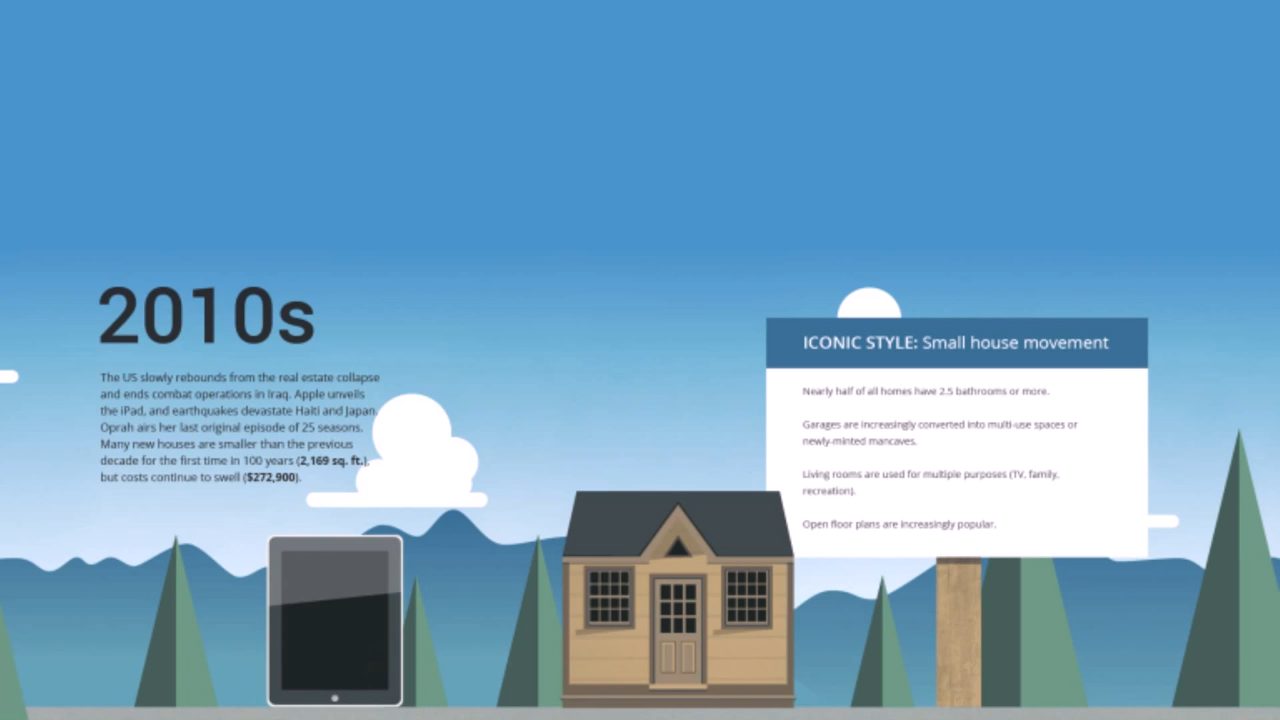 2010s
The US slowly rebounds from the real estate collapse
and ends combat operations in Iraq. Apple unveils
the iPad, and earthquakes devastate Haiti and Japan.
Oprah airs her last original episode of 25 seasons.
Many new houses are smaller than the previous
decade for the first time in 100 years (2,169 sq. ft.),
but costs continue to swell ($272,900).
ICONIC STYLE: Small house movement
Nearly half of all homes have 2.5 bathrooms or more.
Garages are increasingly converted into multi-use spaces or
newly-minted mancaves.
Living rooms are used for multiple purposes (TV, family,
recreation).
Open floor plans are increasingly popular.